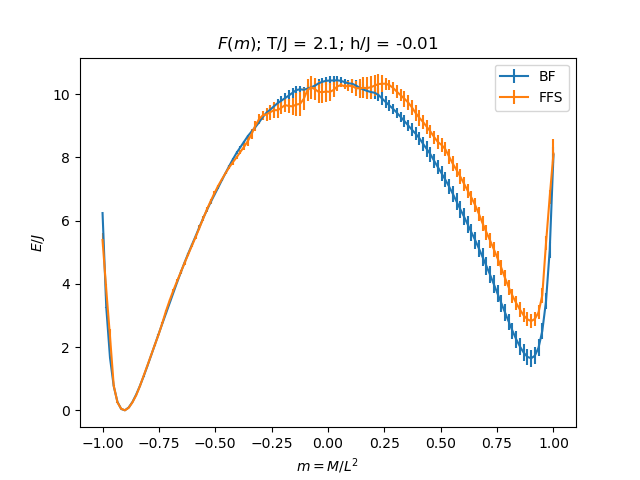 F(m); T/J = 2.1; h/J = -0.01
BF
FFS
E/J
10
8
6
4
2
0
−1.00 −0.75 −0.50 −0.25 0.00 0.25 0.50 0.75 1.00
m = M/L²